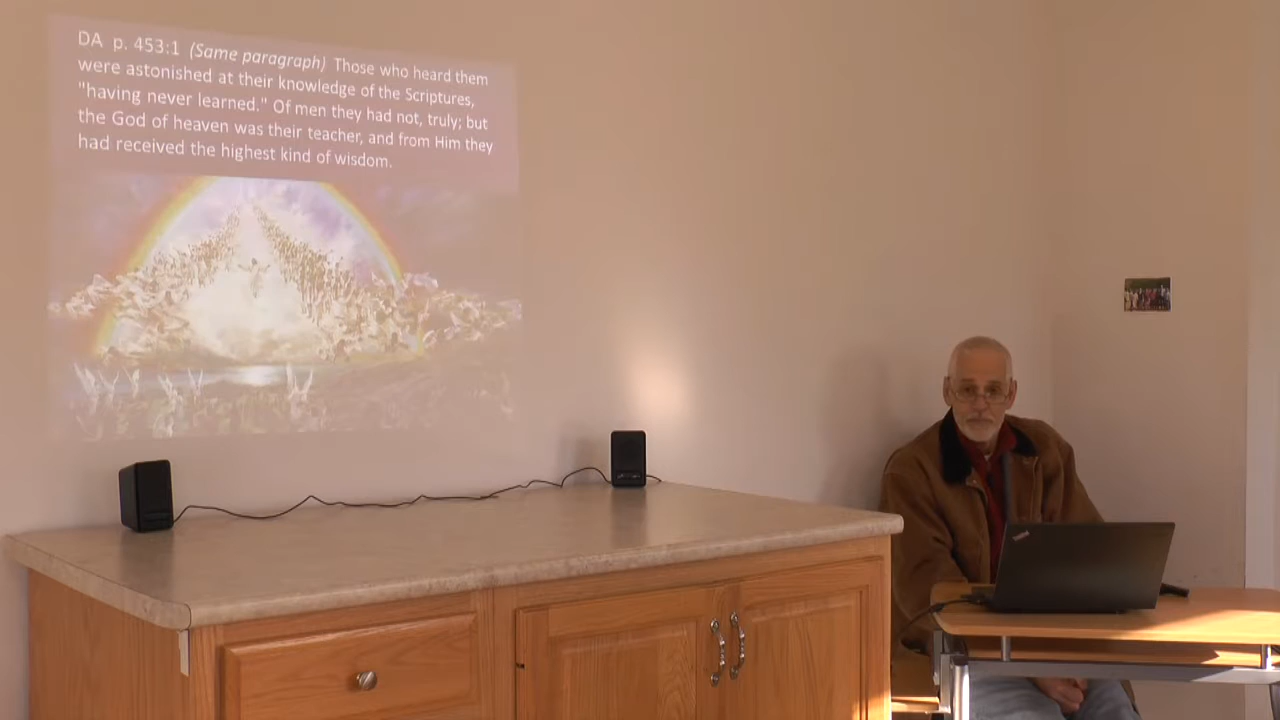 DA p. 453:1 (Same paragraph) Those who heard them
were astonished at their knowledge of the Scriptures,
"having never learned." Of men they had not, truly; but
the God of heaven was their teacher, and from Him they
had received the highest kind of wisdom.